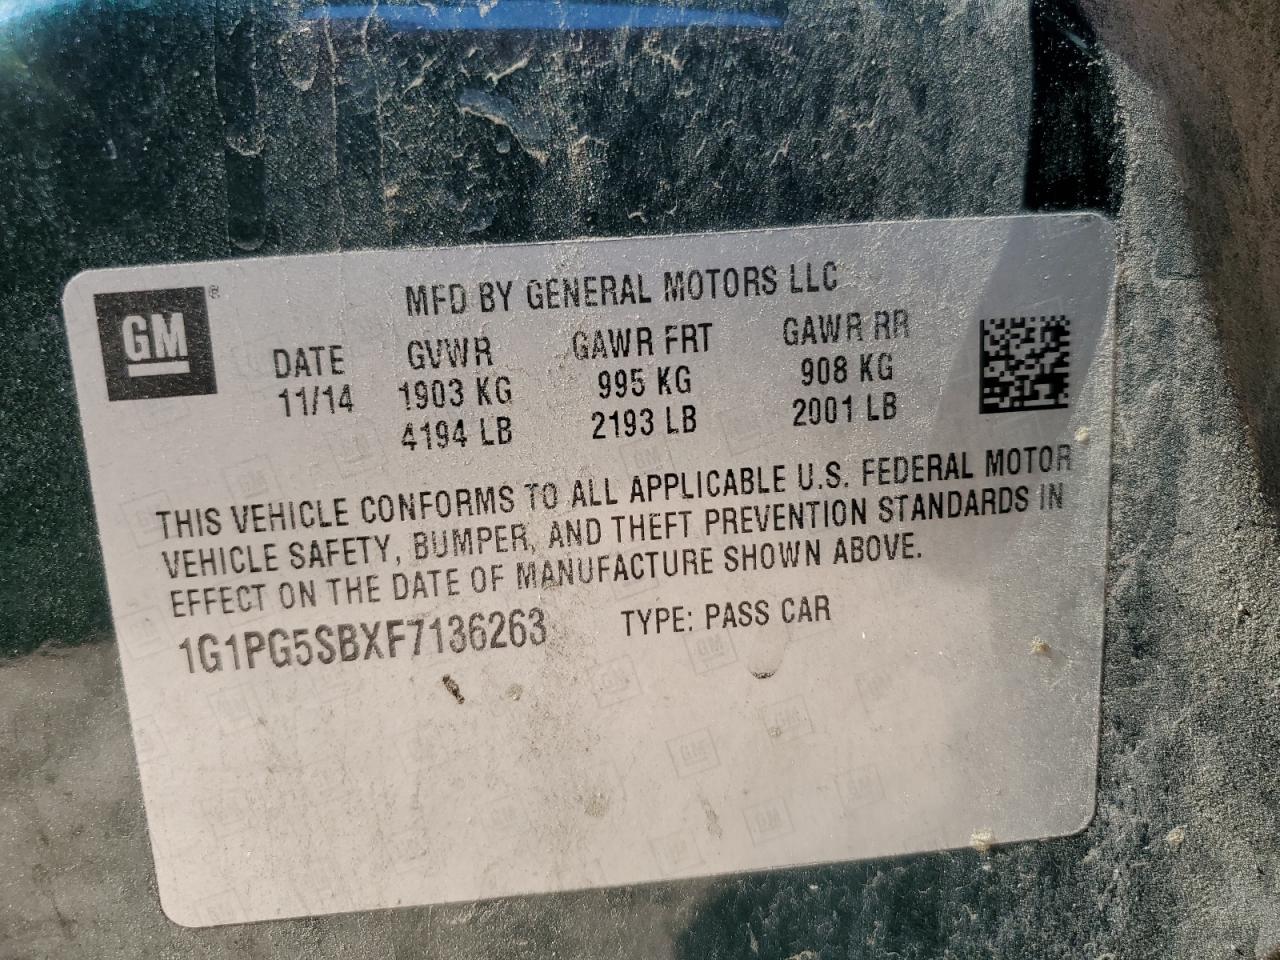 GM®
MFD BY GENERAL MOTORS LLC
DATE GVWR GAWR FRT GAWR RR
11/14 1903 KG 995 KG 908 KG
4194 LB 2193 LB 2001 LB
THIS VEHICLE CONFORMS TO ALL APPLICABLE U.S. FEDERAL MOTOR
VEHICLE SAFETY, BUMPER, AND THEFT PREVENTION STANDARDS IN
EFFECT ON THE DATE OF MANUFACTURE SHOWN ABOVE.
1G1PG5SBXF7136263 TYPE: PASS CAR